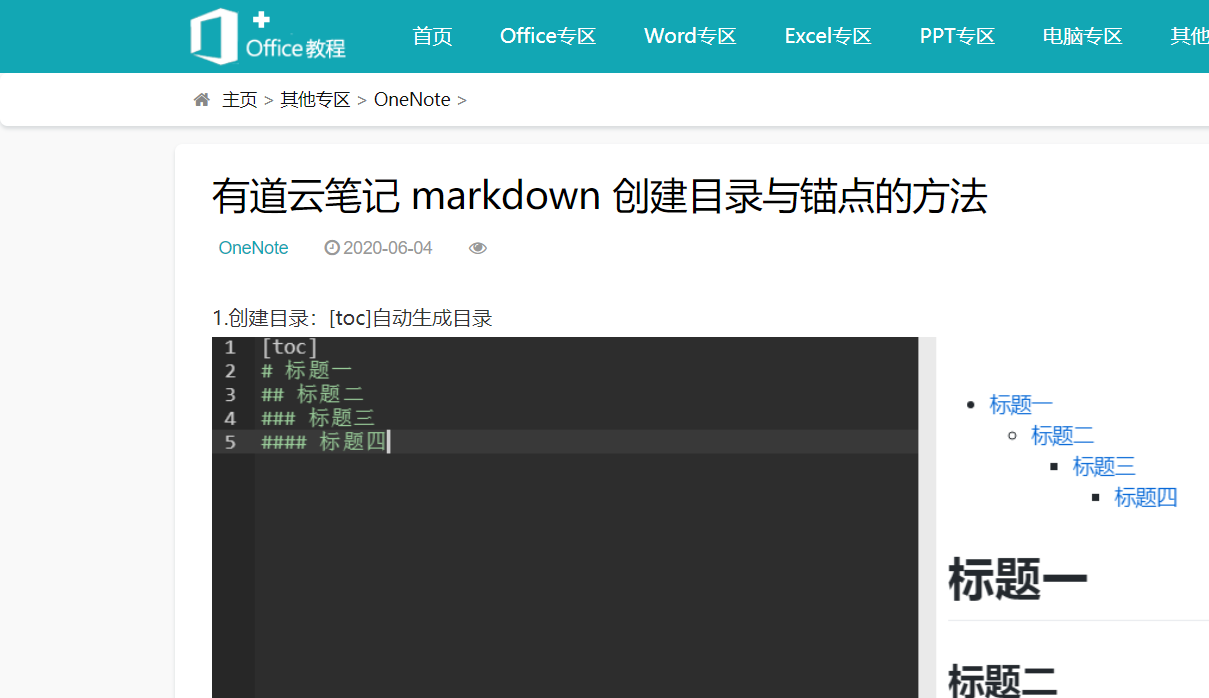 Office教程 首页 Office专区 Word专区 Excel专区 PPT专区 电脑专区 其他
主页 > 其他专区 > OneNote >
有道云笔记 markdown 创建目录与锚点的方法
OneNote 2020-06-04
1.创建目录：[toc]自动生成目录
1 [toc]
2 # 标题一
3 ## 标题二
4 ### 标题三
5 #### 标题四
标题一
标题二
标题三
标题四
标题一
标题二